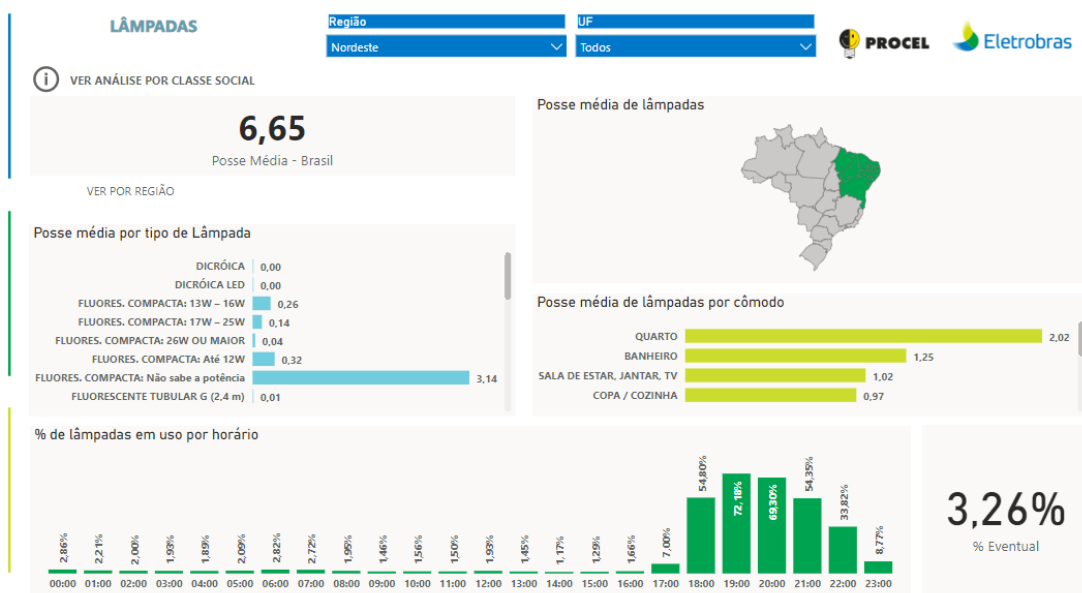 LÂMPADAS
Região
UF
Nordeste
Todos
PROCEL
Eletrobras
i VER ANÁLISE POR CLASSE SOCIAL
6,65
Posse Média - Brasil
VER POR REGIÃO
Posse média de lâmpadas
Posse média por tipo de Lâmpada
DICRÓICA 0,00
DICRÓICA LED 0,00
FLUORES. COMPACTA: 13W – 16W 0,26
FLUORES. COMPACTA: 17W – 25W 0,14
FLUORES. COMPACTA: 26W OU MAIOR 0,04
FLUORES. COMPACTA: Até 12W 0,32
FLUORES. COMPACTA: Não sabe a potência 3,14
FLUORESCENTE TUBULAR G (2,4 m) 0,01
Posse média de lâmpadas por cômodo
QUARTO 2,02
BANHEIRO 1,25
SALA DE ESTAR, JANTAR, TV 1,02
COPA / COZINHA 0,97
% de lâmpadas em uso por horário
2,86% 2,21% 2,00% 1,93% 1,89% 2,09% 2,82% 2,72% 1,95% 1,46% 1,56% 1,50% 1,93% 1,45% 1,17% 1,29% 1,66% 7,00% 54,80% 72,18% 69,30% 54,35% 33,82% 8,77%
00:00 01:00 02:00 03:00 04:00 05:00 06:00 07:00 08:00 09:00 10:00 11:00 12:00 13:00 14:00 15:00 16:00 17:00 18:00 19:00 20:00 21:00 22:00 23:00
3,26%
% Eventual